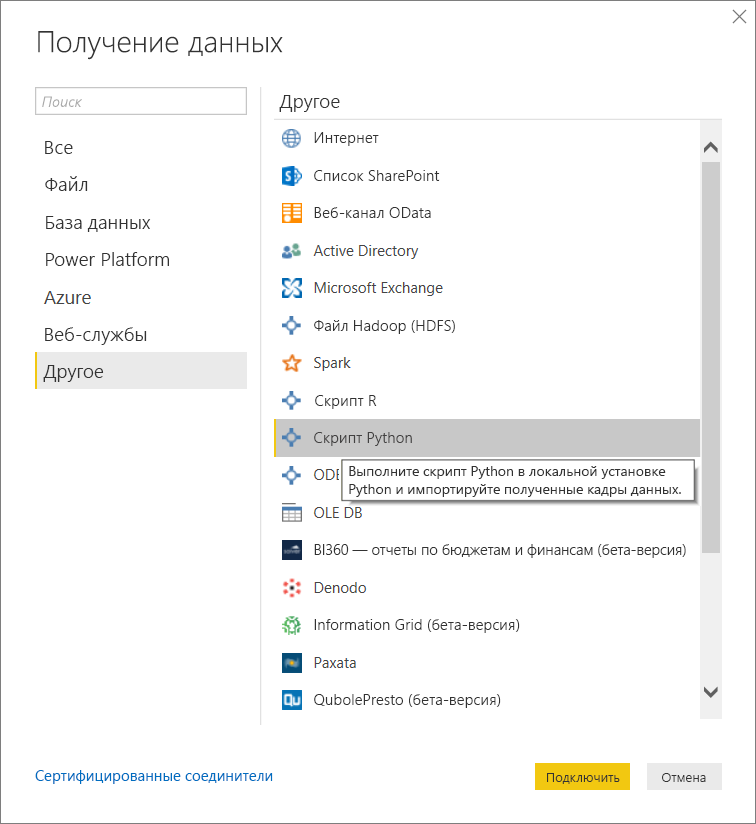 Получение данных
Поиск
Все
Файл
База данных
Power Platform
Azure
Веб-службы
Другое
Другое
Интернет
Список SharePoint
Веб-канал OData
Active Directory
Microsoft Exchange
Файл Hadoop (HDFS)
Spark
Скрипт R
Скрипт Python
Выполните скрипт Python в локальной установке
Python и импортируйте полученные кадры данных.
OLE DB
BI360 — отчеты по бюджетам и финансам (бета-версия)
Denodo
Information Grid (бета-версия)
Paxata
Qu
QubolePresto (бета-версия)
Сертифицированные соединители
Подключить
Отмена